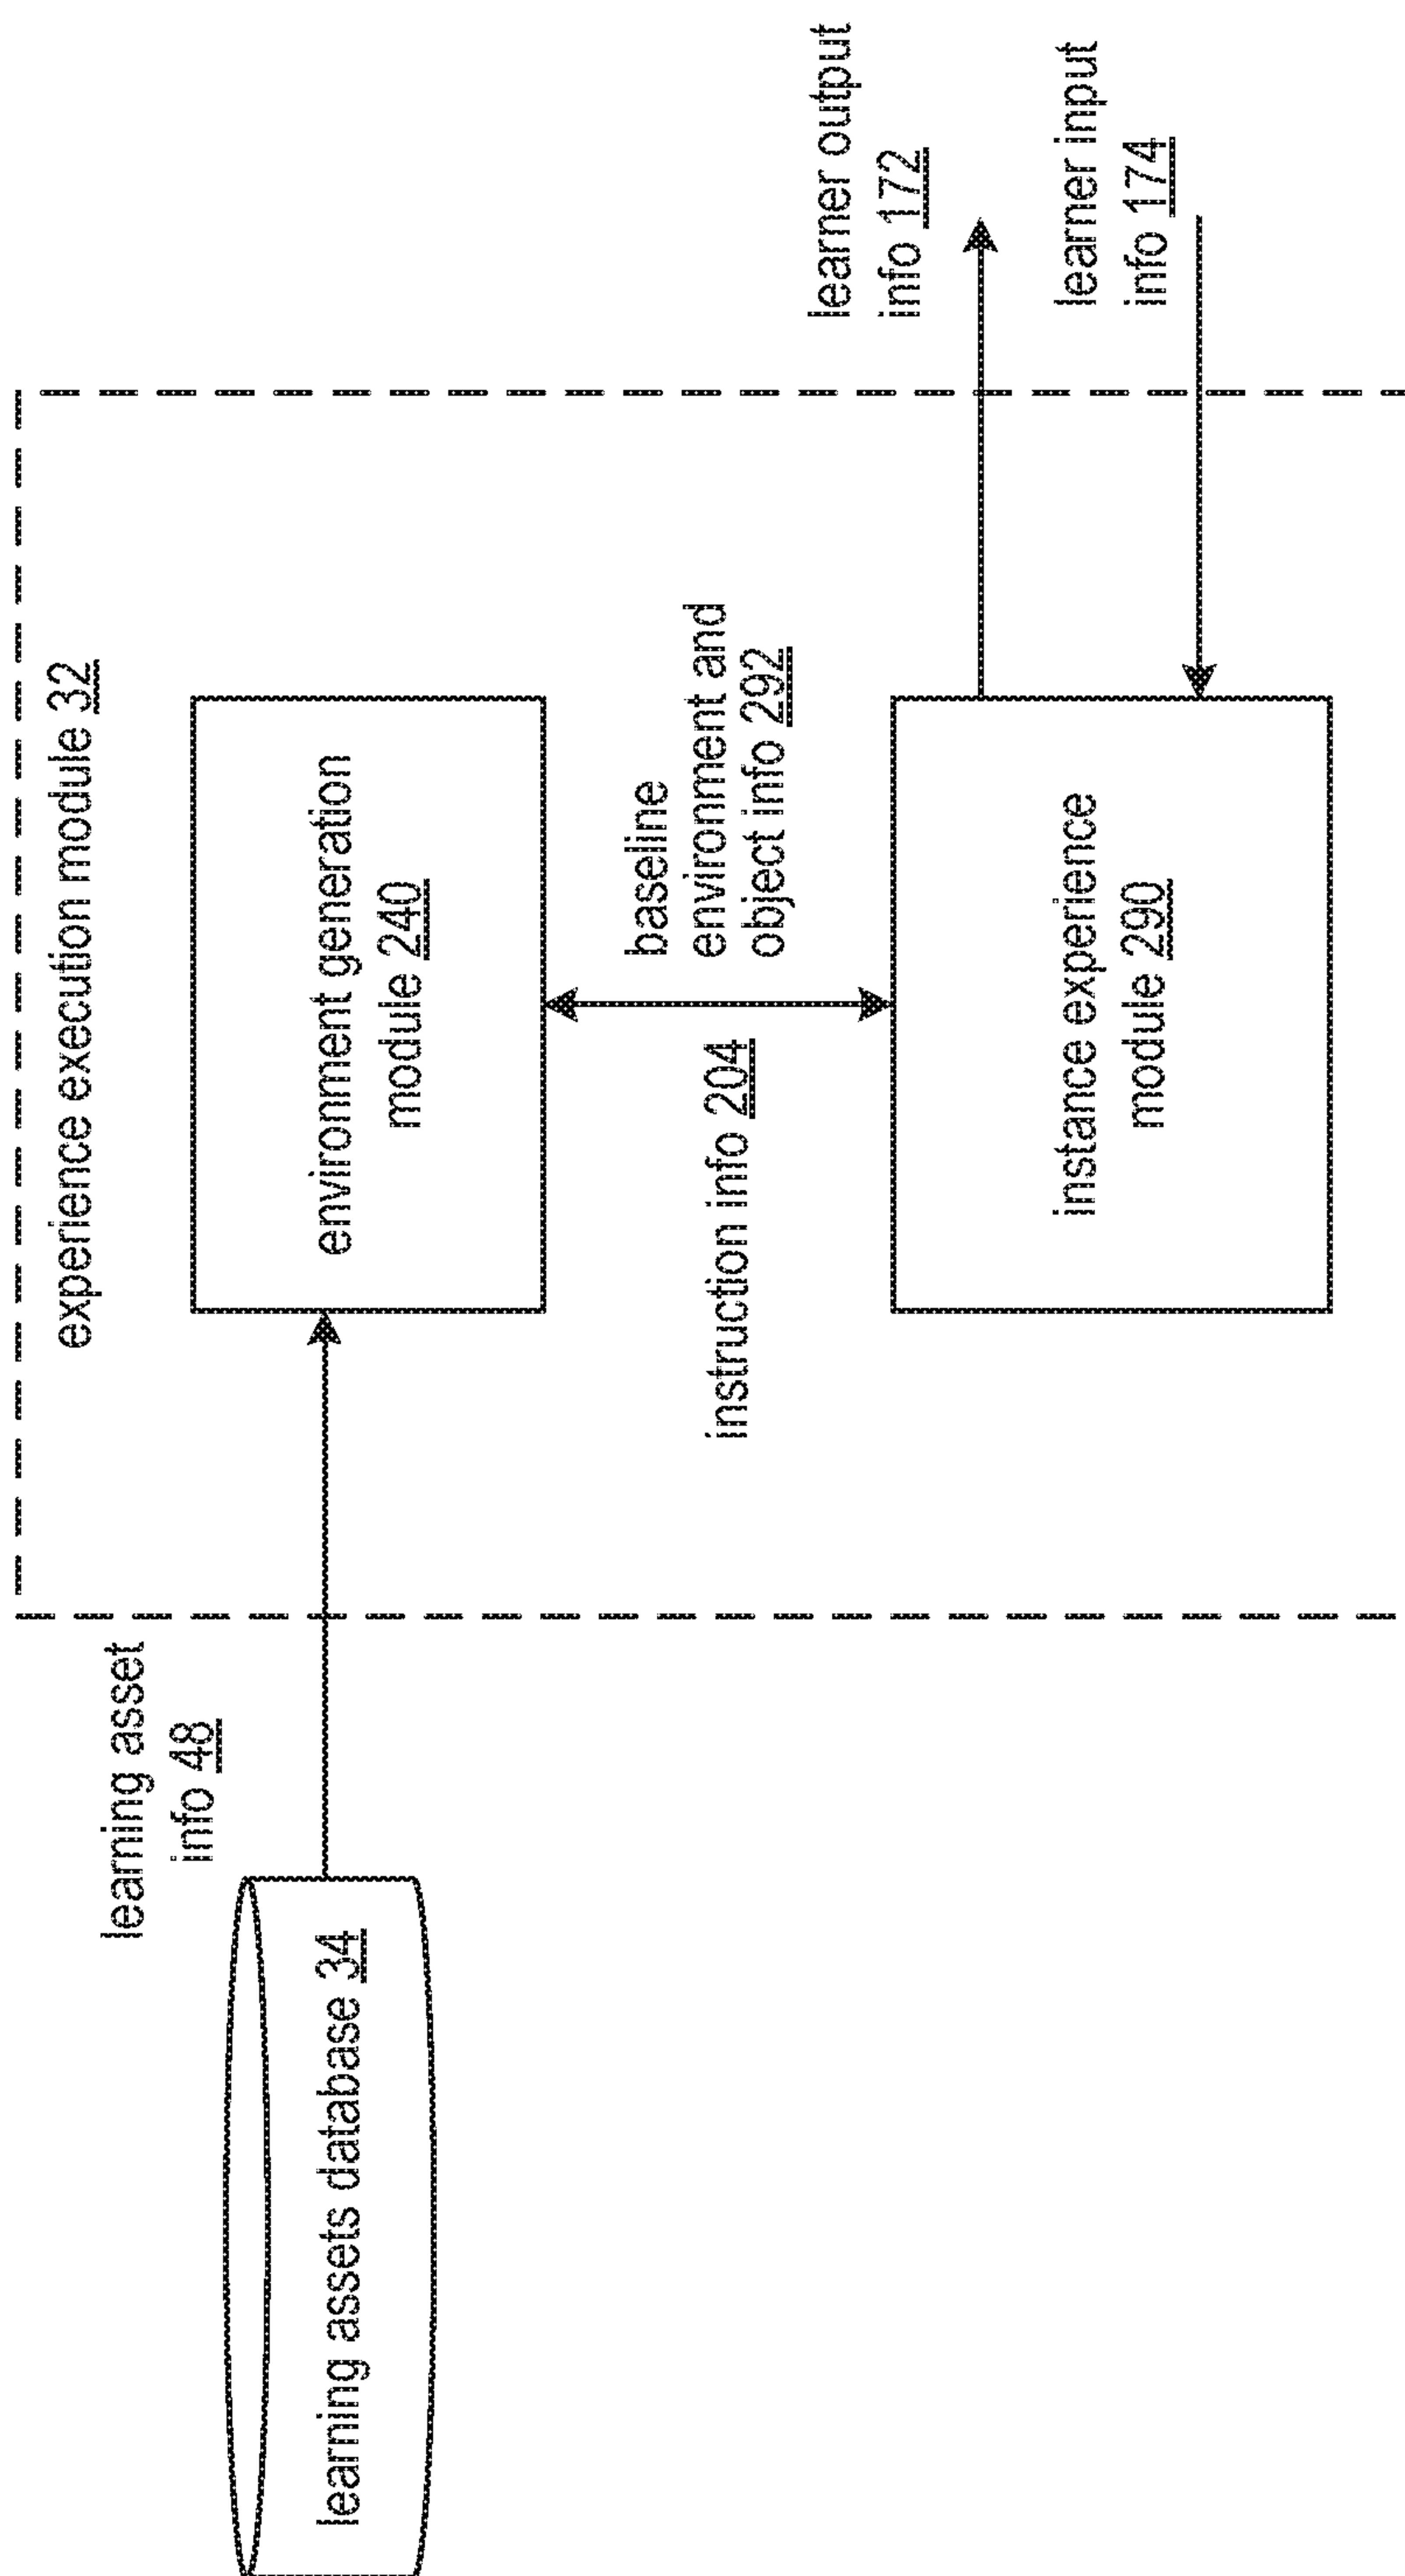 experience execution module 32
learning asset
info 48
learning assets database 34
environment generation
module 240
instruction info 204
baseline
environment and
object info 292
instance experience
module 290
learner output
info 172
learner input
info 174